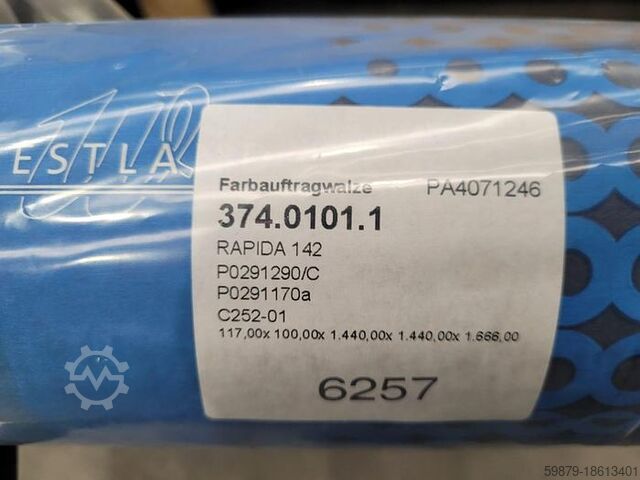 ESTLA
Farbauftragwalze PA4071246
374.0101.1
RAPIDA 142
P0291290/C
P0291170a
C252-01
117,00x 100,00x 1.440,00x 1.440,00x 1.666,00
6257
59879-18613401